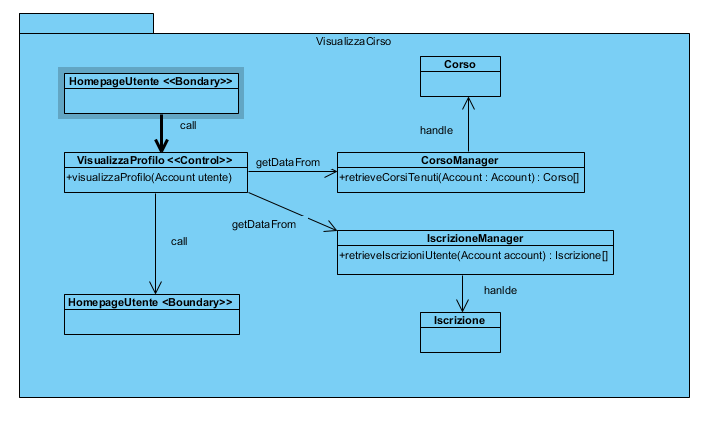 VisualizzaCirso
HomepageUtente <<Bondary>>
call
VisualizzaProfilo <<Control>>
+visualizzaProfilo(Account utente)
getDataFrom
Corso
handle
CorsoManager
+retrieveCorsiTenuti(Account : Account) : Corso[]
getDataFrom
IscrizioneManager
+retrieveIscrizioniUtente(Account account) : Iscrizione[]
call
hanlde
HomepageUtente <Boundary>>
Iscrizione